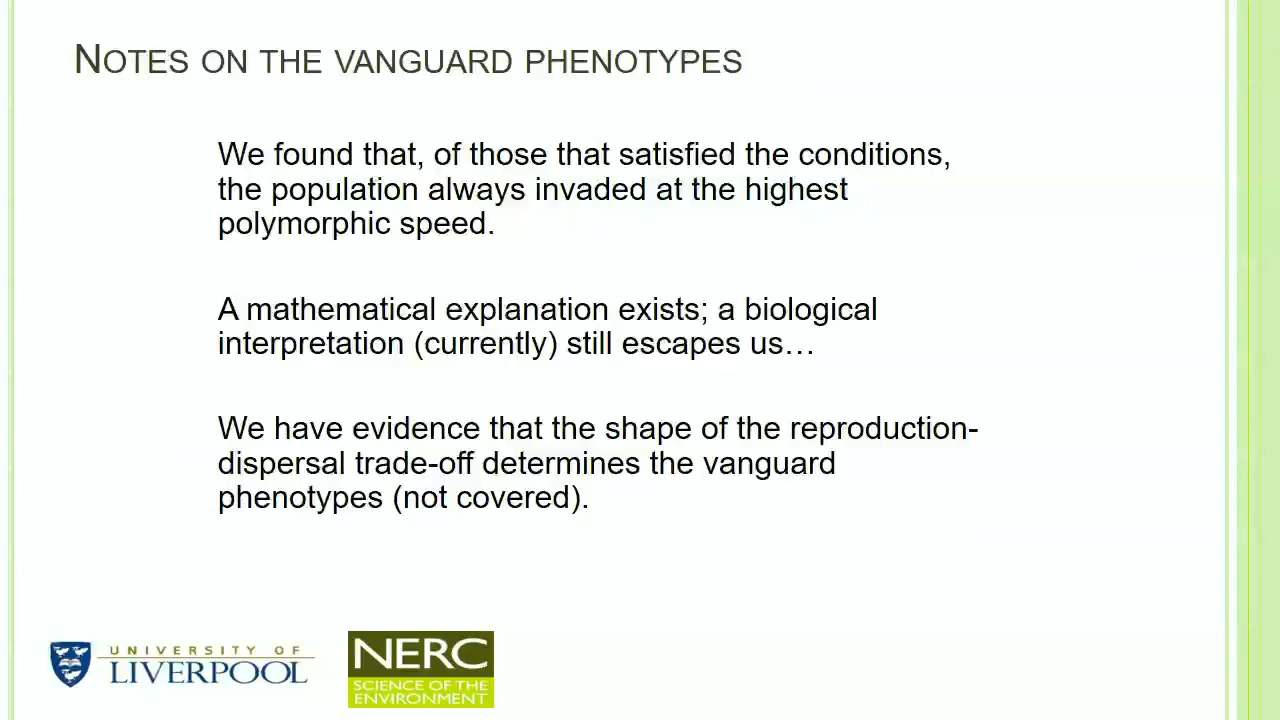 NOTES ON THE VANGUARD PHENOTYPES
We found that, of those that satisfied the conditions,
the population always invaded at the highest
polymorphic speed.
A mathematical explanation exists; a biological
interpretation (currently) still escapes us…
We have evidence that the shape of the reproduction-
dispersal trade-off determines the vanguard
phenotypes (not covered).
UNIVERSITY OF
LIVERPOOL
NERC
SCIENCE OF THE
ENVIRONMENT